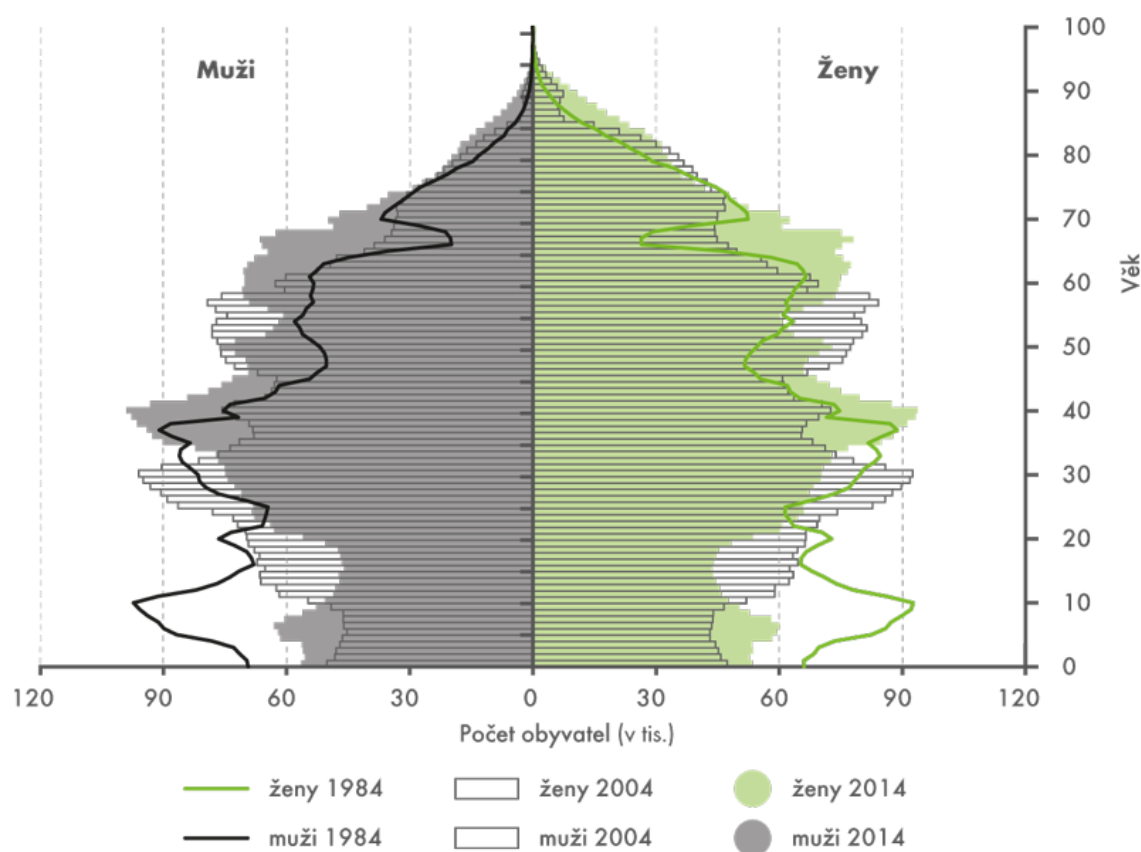 Muži
Ženy
100
90
80
70
60
50
40
30
20
10
0
Věk
120 90 60 30 0 30 60 90 120
Počet obyvatel (v tis.)
ženy 1984 ženy 2004 ženy 2014
muži 1984 muži 2004 muži 2014